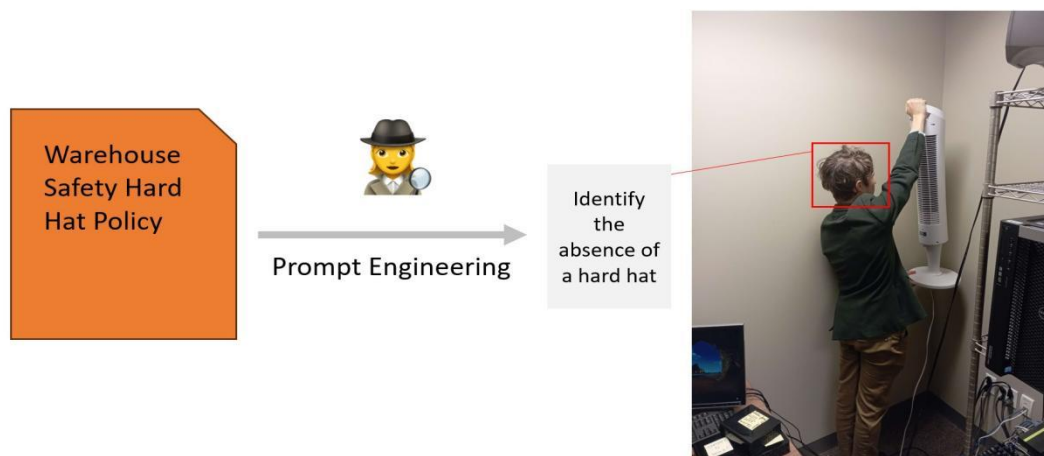 Warehouse
Safety Hard
Hat Policy
Prompt Engineering
Identify
the
absence of
a hard hat